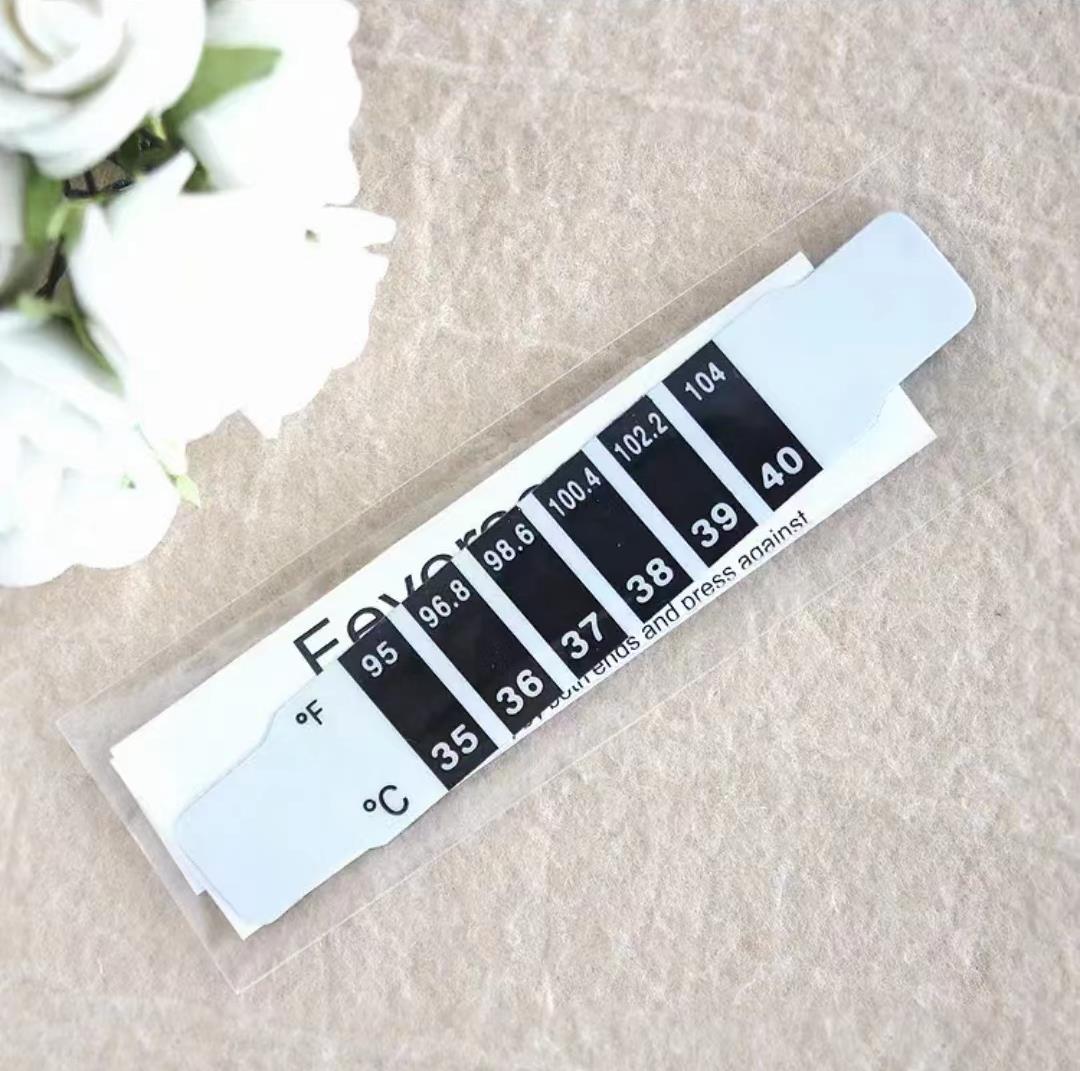 °F 95 96.8 98.6 100.4 102.2 104
°C 35 36 37 38 39 40
both ends and press against